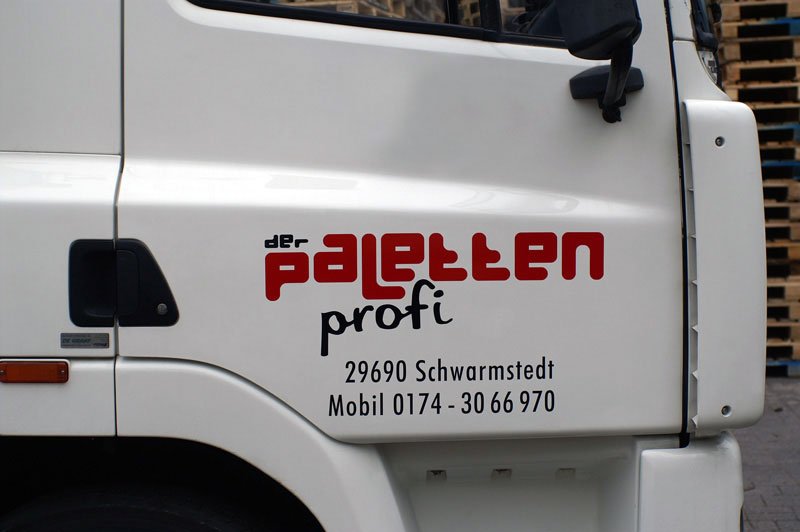 der
Paletten
profi
29690 Schwarmstedt
Mobil 0174 - 30 66 970